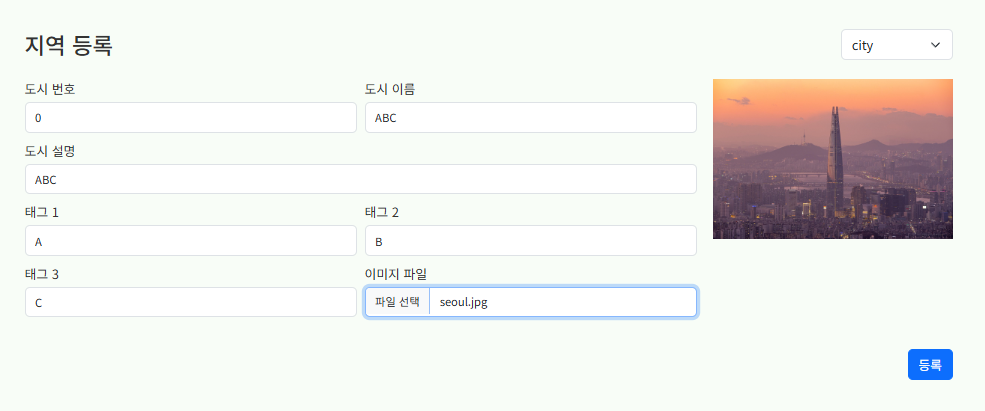 지역 등록
city
도시 번호
도시 이름
0
ABC
도시 설명
ABC
태그 1
태그 2
A
B
태그 3
이미지 파일
C
파일 선택 seoul.jpg
등록